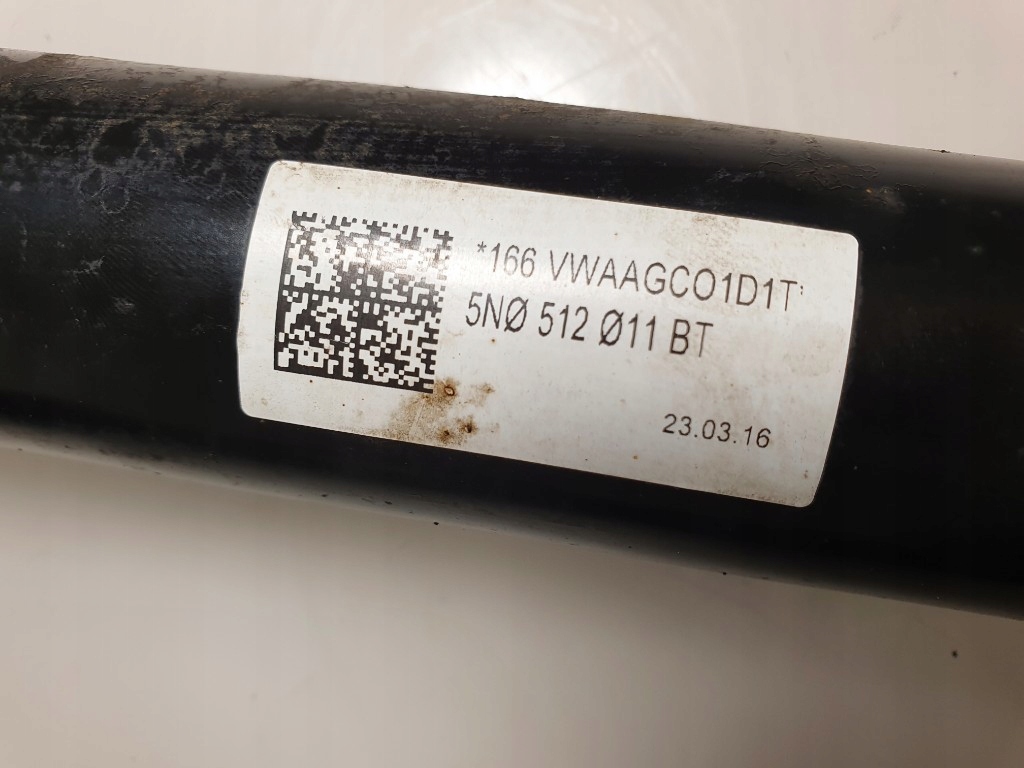 *166 VWAAGCO1D1T*
5NØ 512 Ø11 BT
23.03.16